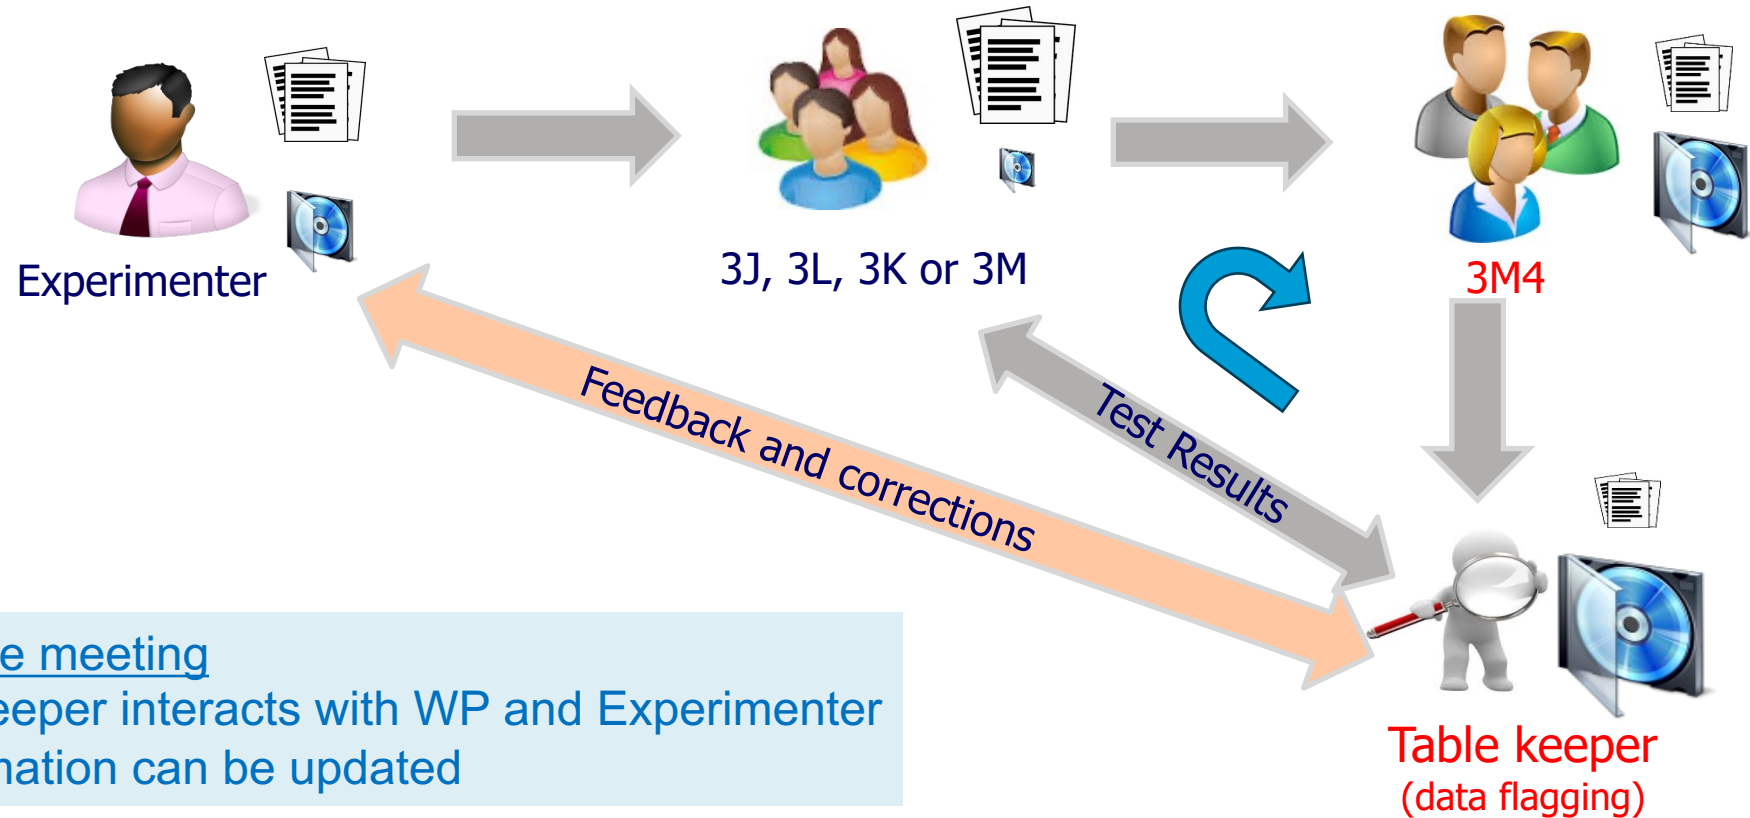 Experimenter
3J, 3L, 3K or 3M
3M4
Feedback and corrections
Test Results
e meeting
eeper interacts with WP and Experimenter
mation can be updated
Table keeper
(data flagging)